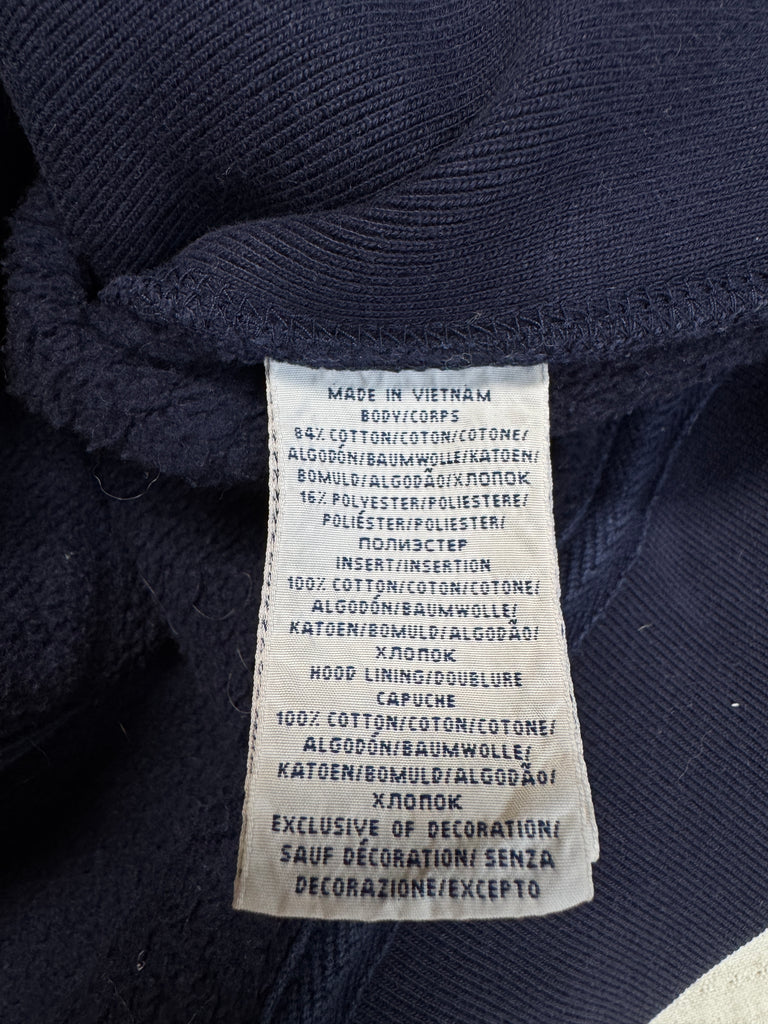 MADE IN VIETNAM
BODY/CORPS
84% COTTON/COTON/COTONE/
ALGODÓN/BAUMWOLLE/KATOEN/
BOMULD/ALGODÃO/ХЛОПОК
16% POLYESTER/POLIESTERE/
POLIÉSTER/POLIESTER/
ПОЛИЭСТЕР
INSERT/INSERTION
100% COTTON/COTON/COTONE/
ALGODÓN/BAUMWOLLE/
KATOEN/BOMULD/ALGODÃO/
ХЛОПОК
HOOD LINING/DOUBLURE
CAPUCHE
100% COTTON/COTON/COTONE/
ALGODÓN/BAUMWOLLE/
KATOEN/BOMULD/ALGODÃO/
ХЛОПОК
EXCLUSIVE OF DECORATION/
SAUF DÉCORATION/ SENZA
DECORAZIONE/EXCEPTO